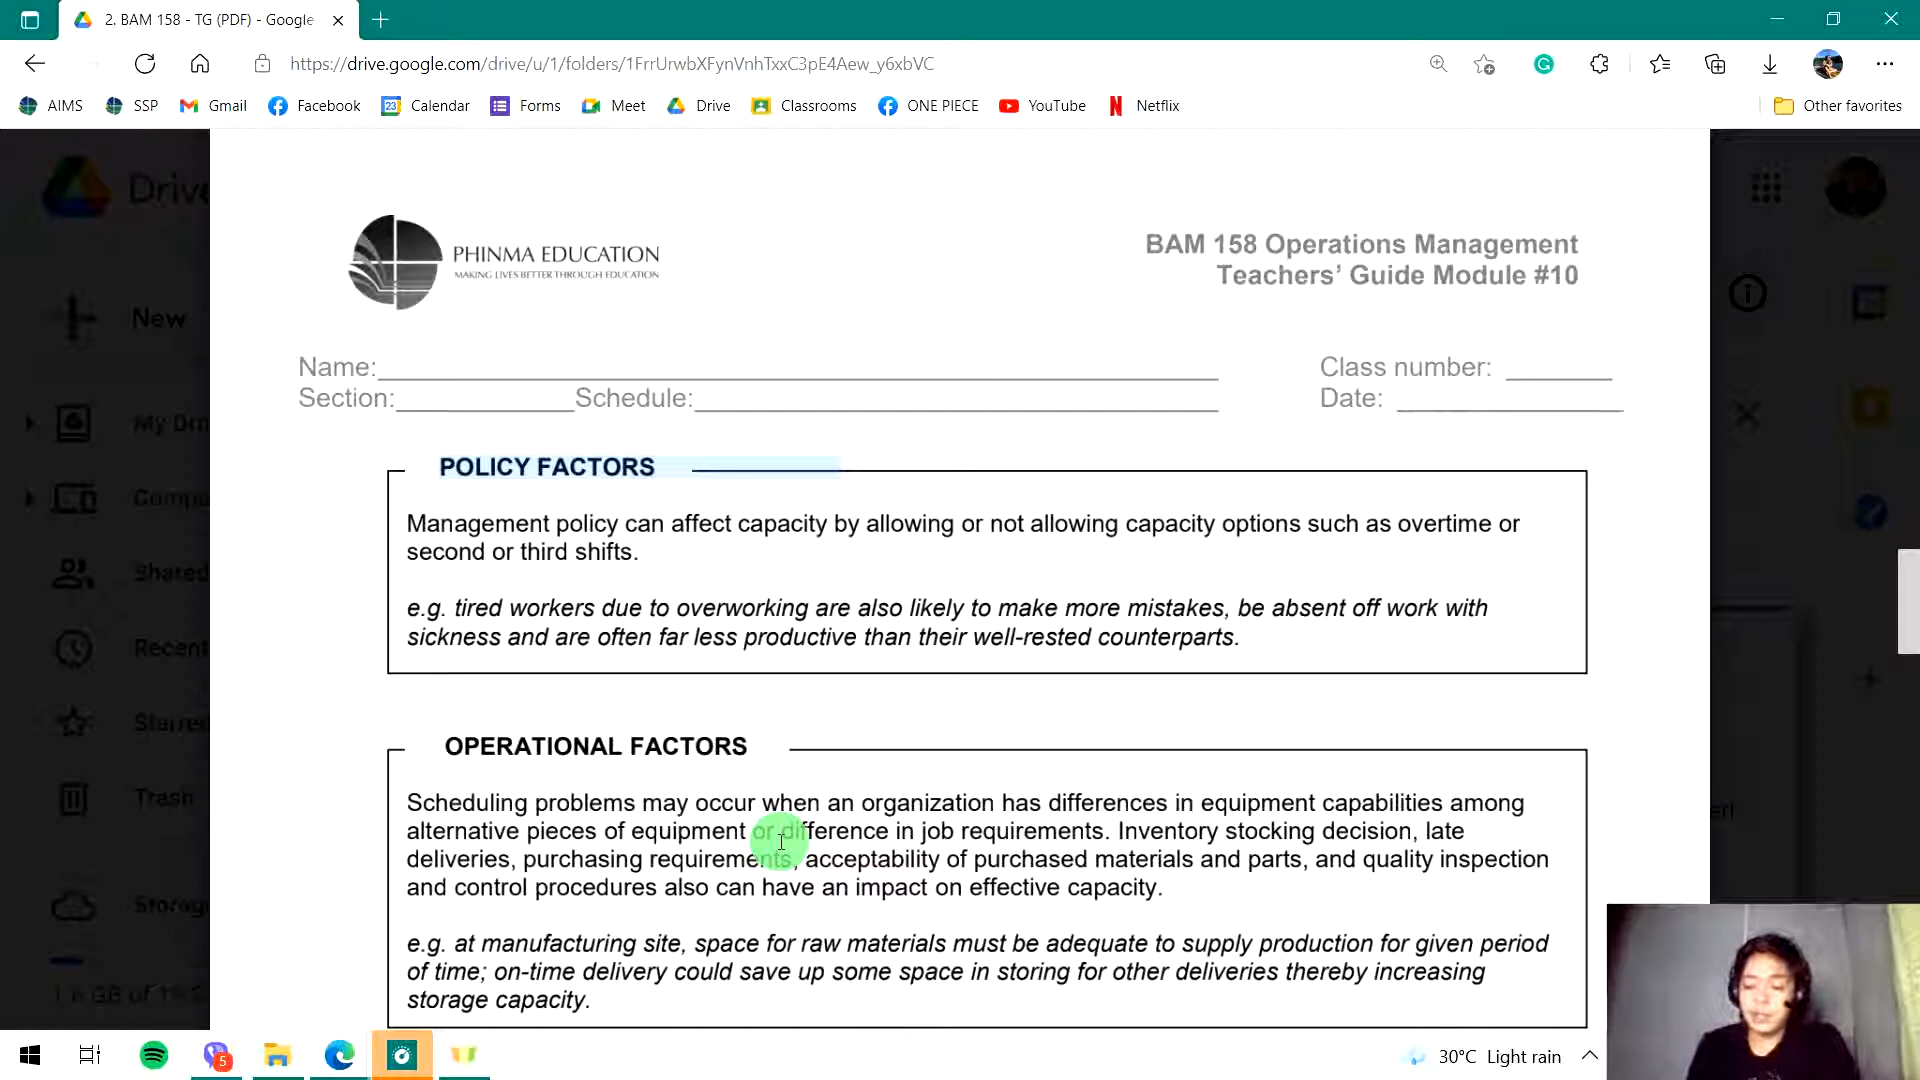 2. BAM 158 - TG (PDF) - Google
https://drive.google.com/drive/u/1/folders/1FrrUrwbXFynVnhTxxC3pE4Aew_y6xbVC
AIMS SSP Gmail Facebook Calendar Forms Meet Drive Classrooms ONE PIECE YouTube Netflix Other favorites
Drive
PHINMA EDUCATION
MAKING LIVES BETTER THROUGH EDUCATION
BAM 158 Operations Management
Teachers' Guide Module #10
New
Name: Class number:
Section: Schedule: Date:
POLICY FACTORS
Management policy can affect capacity by allowing or not allowing capacity options such as overtime or
second or third shifts.
e.g. tired workers due to overworking are also likely to make more mistakes, be absent off work with
sickness and are often far less productive than their well-rested counterparts.
Shared
Recent
Starred
Trash
OPERATIONAL FACTORS
Scheduling problems may occur when an organization has differences in equipment capabilities among
alternative pieces of equipment or difference in job requirements. Inventory stocking decision, late
deliveries, purchasing requirements, acceptability of purchased materials and parts, and quality inspection
and control procedures also can have an impact on effective capacity.
e.g. at manufacturing site, space for raw materials must be adequate to supply production for given period
of time; on-time delivery could save up some space in storing for other deliveries thereby increasing
storage capacity.
5
30°C Light rain